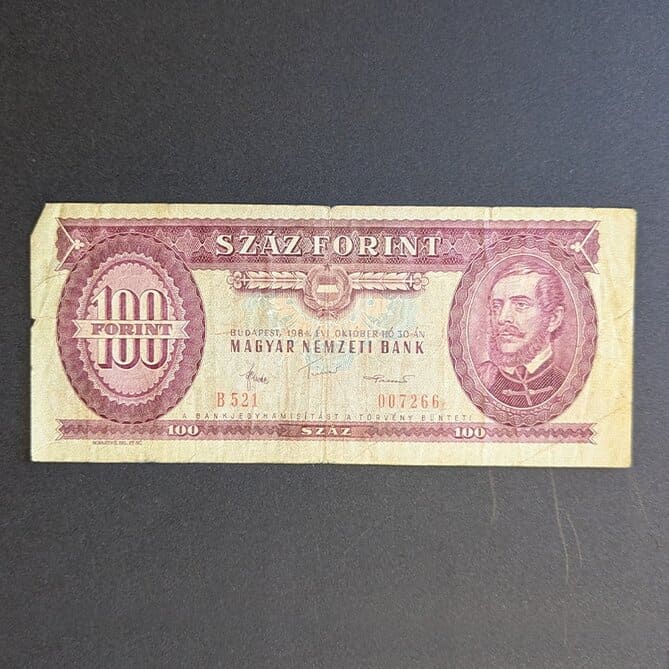 SZÁZ FORINT
100
FORINT
BUDAPEST, 1984. ÉVI OKTÓBER HÓ 30-ÁN
MAGYAR NEMZETI BANK
B 521 007266
A BANKJEGYHAMISÍTÁST A TÖRVÉNY BÜNTETI
100 SZÁZ 100